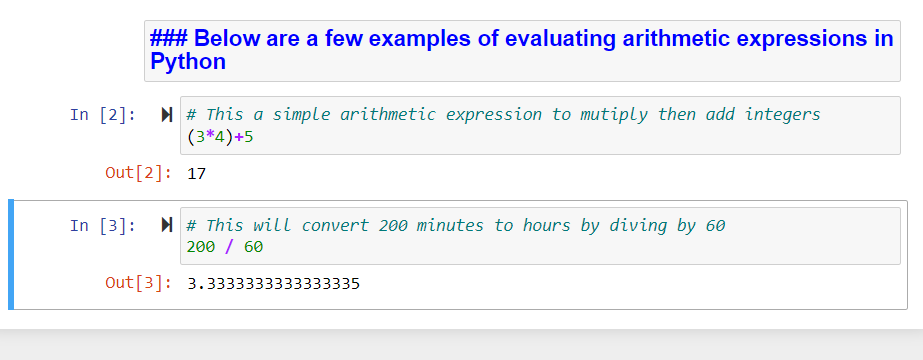 ### Below are a few examples of evaluating arithmetic expressions in
Python
In [2]:
# This a simple arithmetic expression to mutiply then add integers
(3*4)+5
Out[2]: 17
In [3]:
# This will convert 200 minutes to hours by diving by 60
200 / 60
Out[3]: 3.3333333333333335